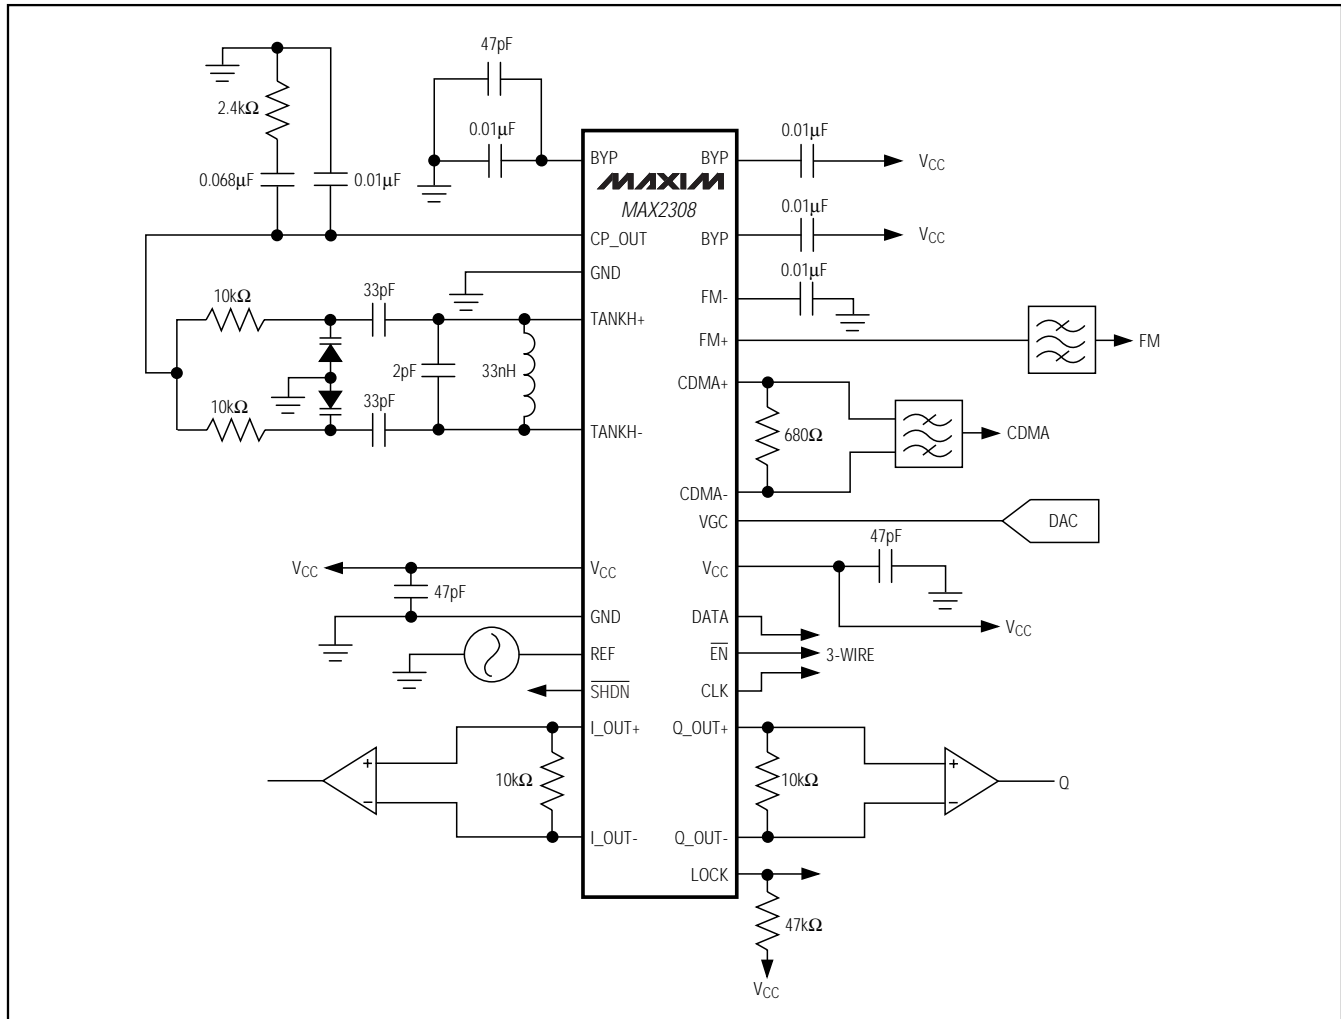 47pF
2.4kΩ
0.01μF
0.01μF
0.068μF
0.01μF
BYP
BYP
VCC
MAXIM
MAX2308
0.01μF
CP_OUT
BYP
VCC
GND
0.01μF
10kΩ
33pF
FM-
TANKH+
FM+
FM
2pF
33nH
CDMA+
10kΩ
33pF
TANKH-
680Ω
CDMA
CDMA-
VGC
DAC
47pF
VCC
VCC
VCC
47pF
GND
DATA
VCC
REF
EN
3-WIRE
SHDN
CLK
I_OUT+
Q_OUT+
+
+
10kΩ
10kΩ
Q
−
−
I_OUT-
Q_OUT-
LOCK
47kΩ
VCC